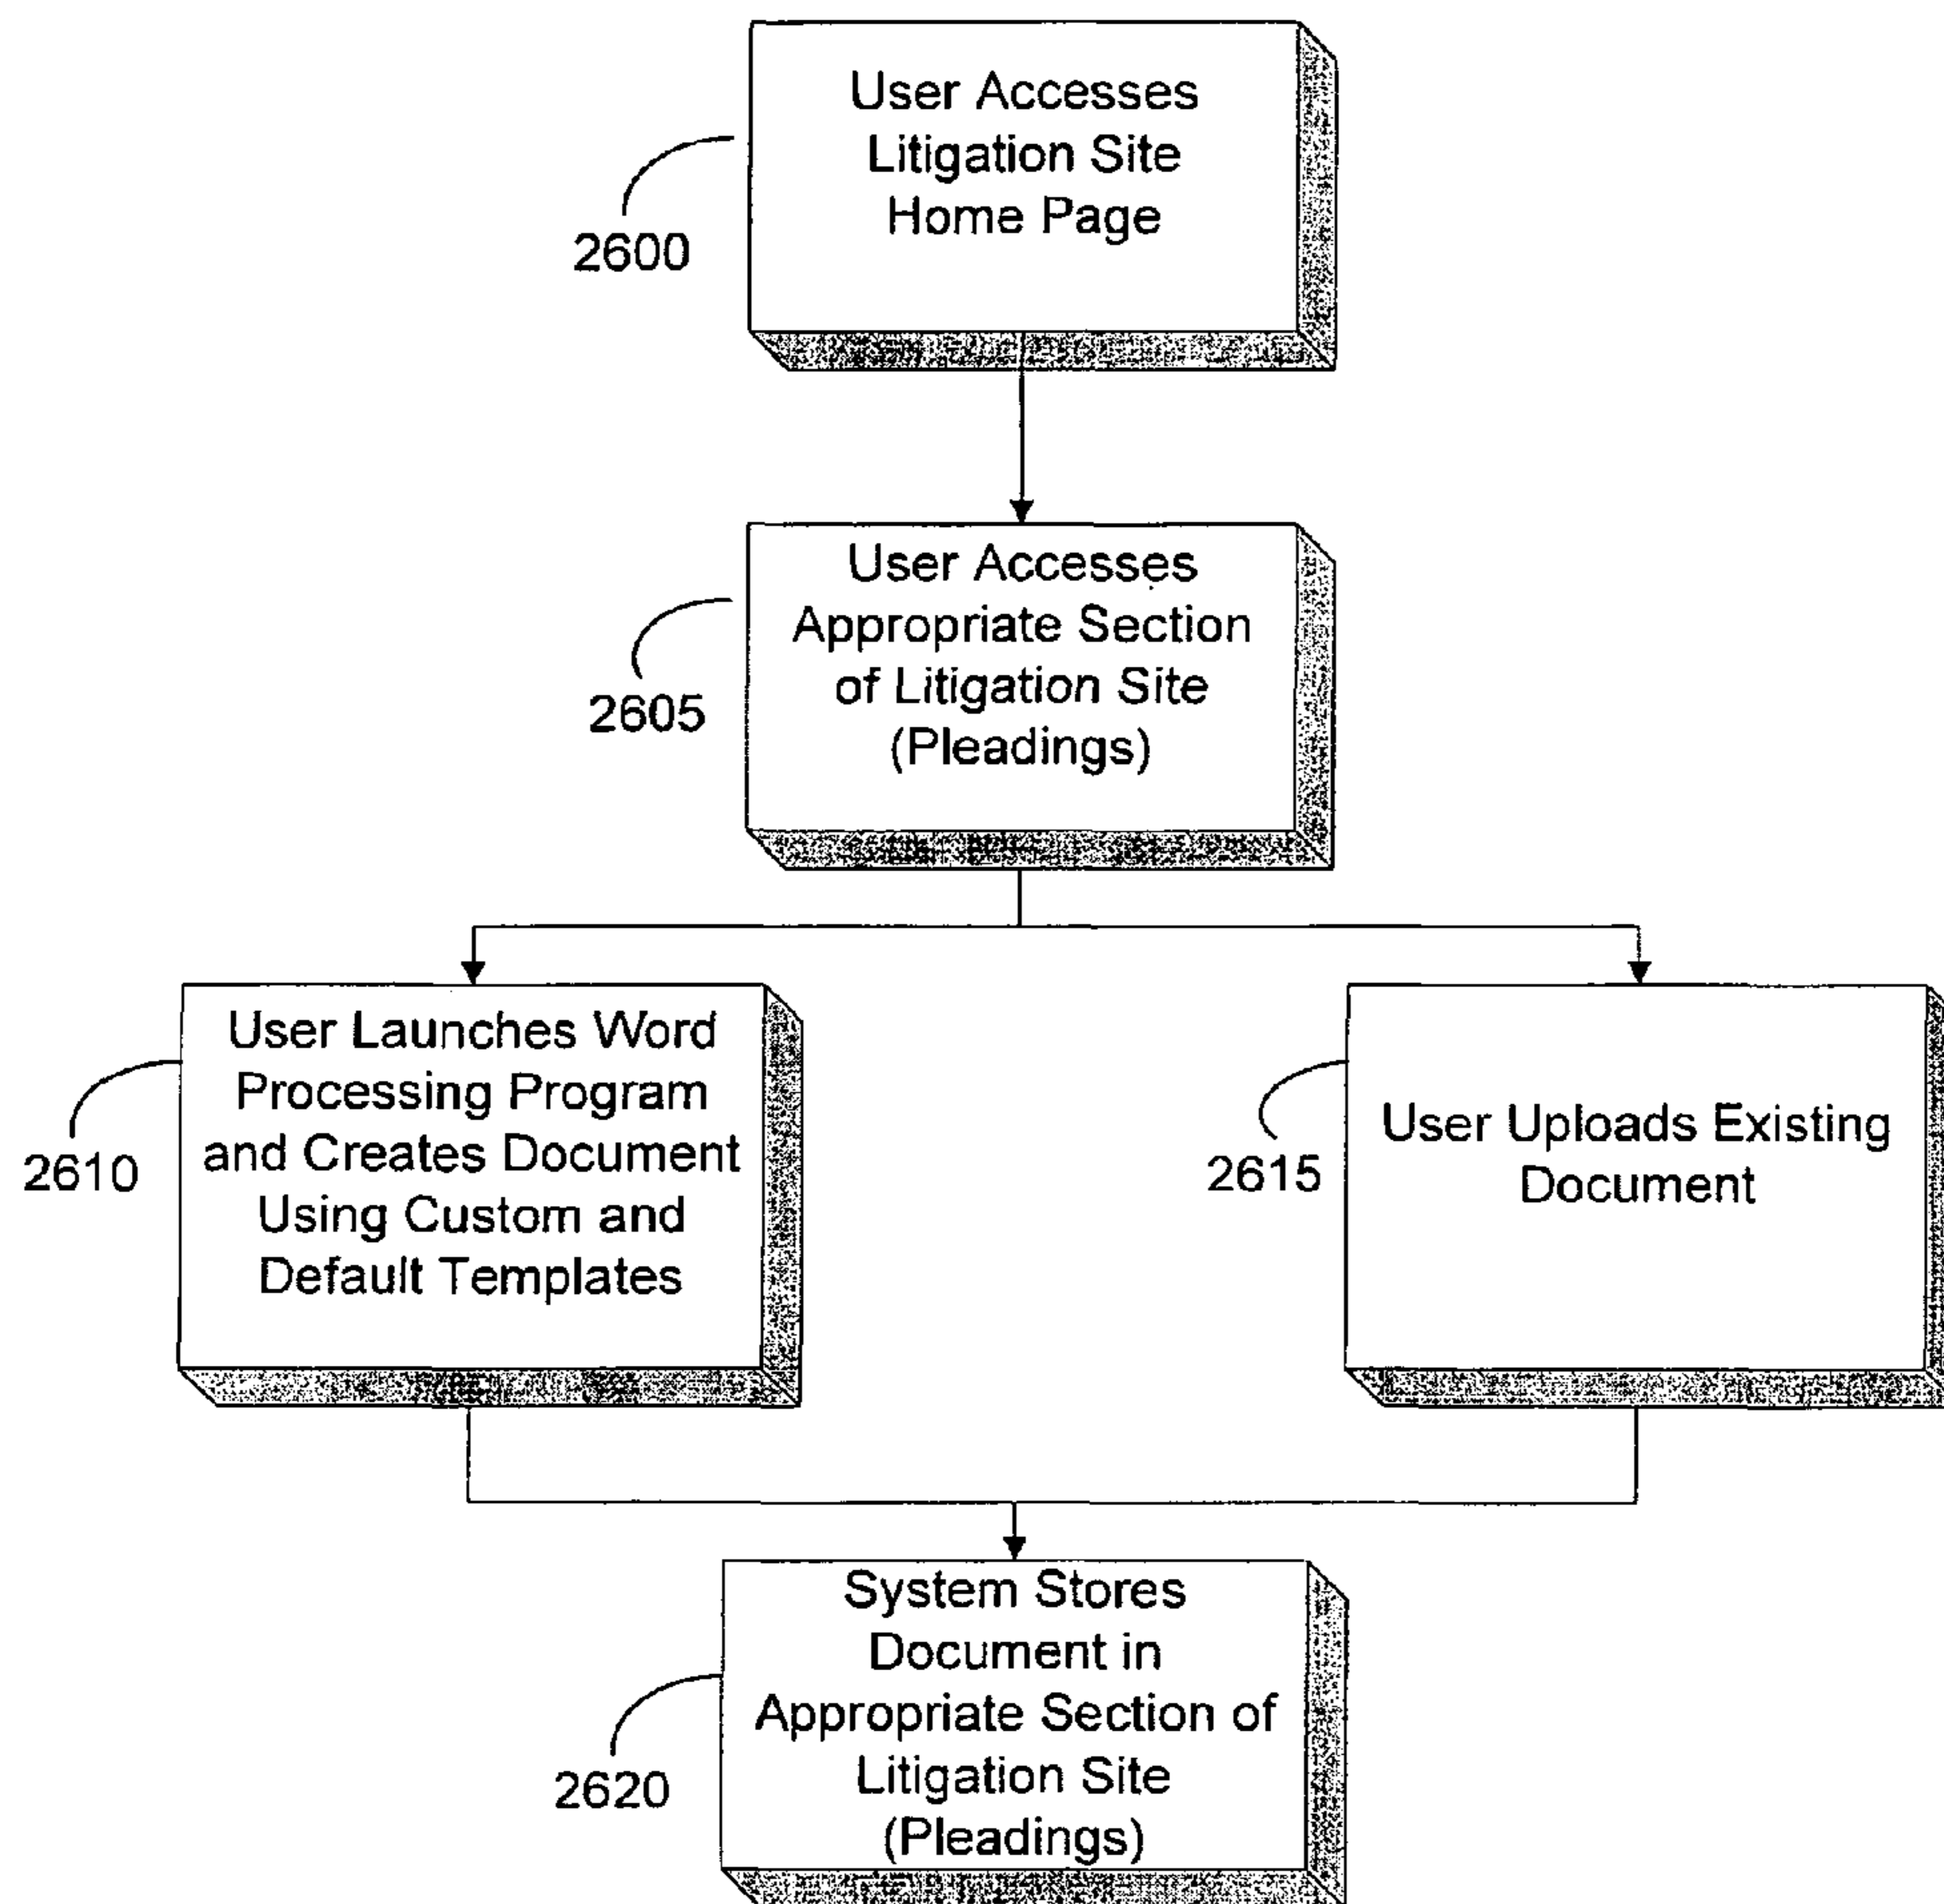 User Accesses
Litigation Site
Home Page
2600
User Accesses
Appropriate Section
of Litigation Site
(Pleadings)
2605
User Launches Word
Processing Program
and Creates Document
Using Custom and
Default Templates
2610
User Uploads Existing
Document
2615
System Stores
Document in
Appropriate Section of
Litigation Site
(Pleadings)
2620